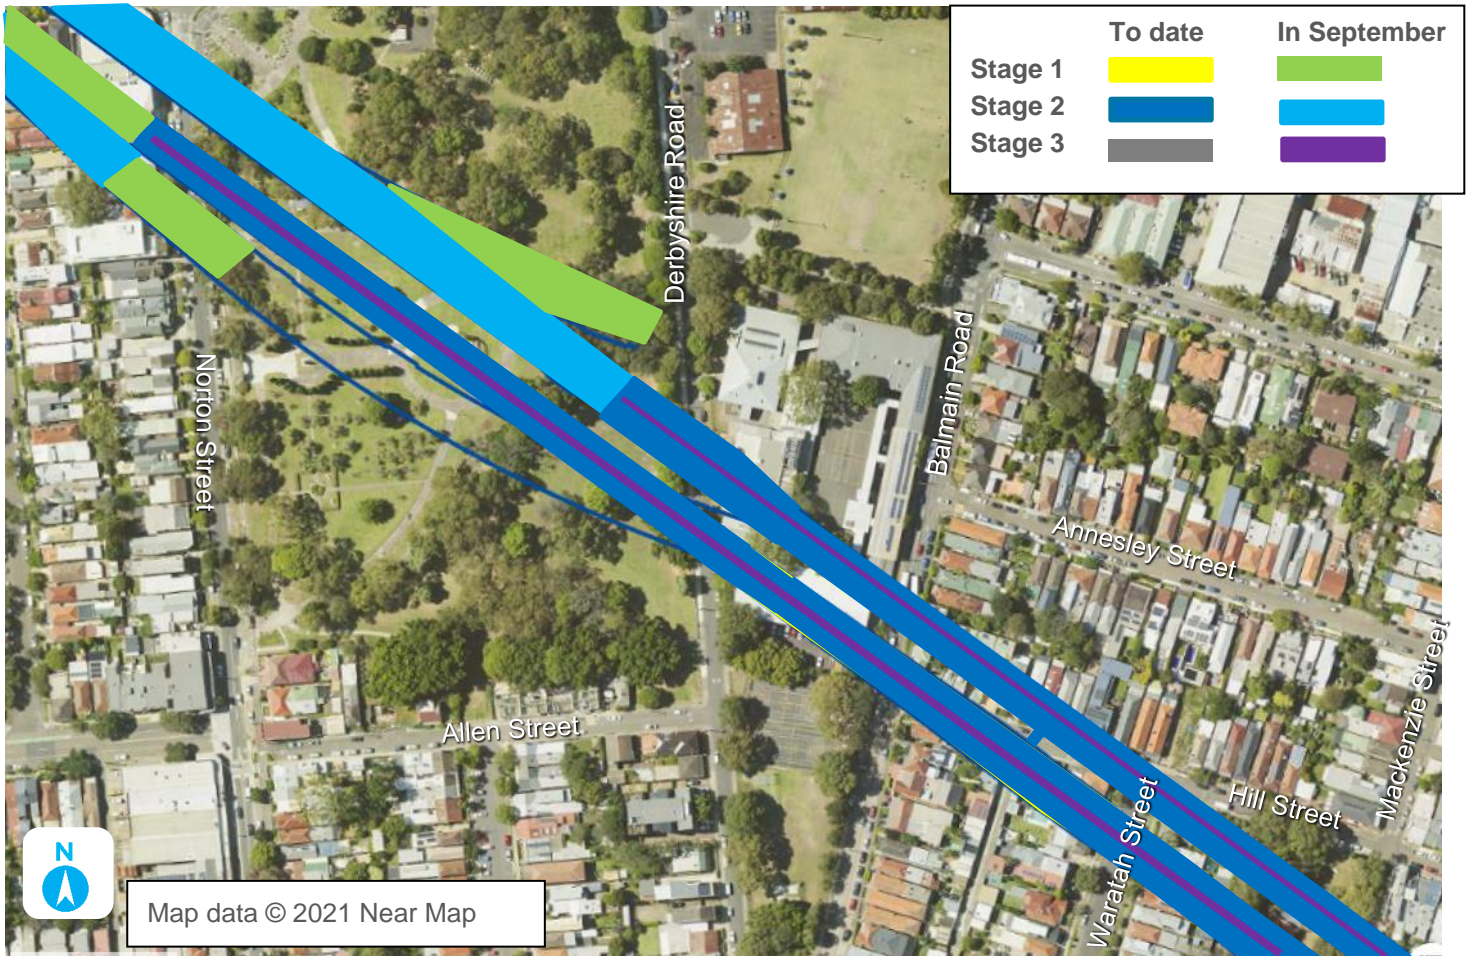 To date In September
Stage 1
Stage 2
Stage 3
Derbyshire Road
Balmain Road
Norton Street
Annesley Street
Mackenzie Street
Allen Street
Hill Street
Waratah Street
N
Map data © 2021 Near Map